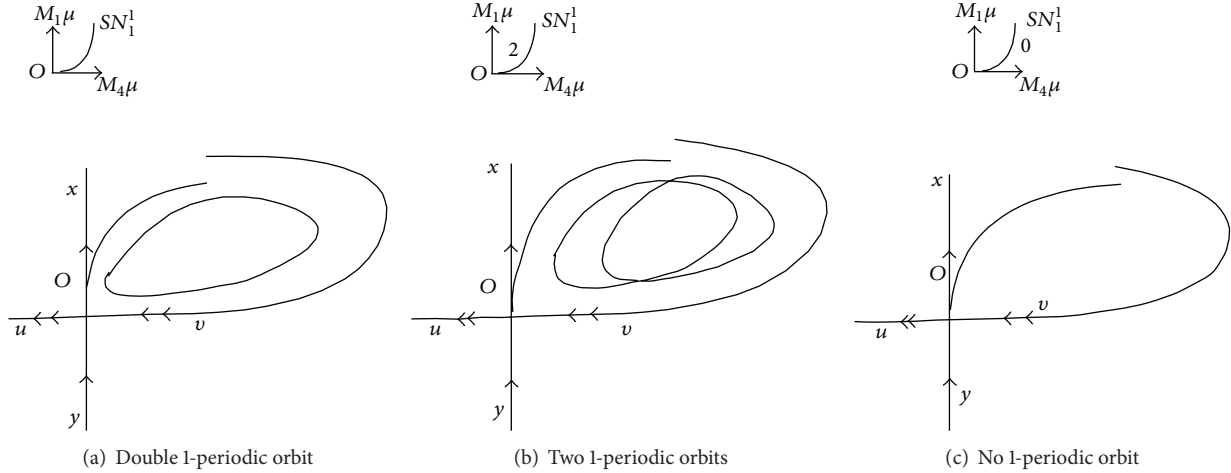 M₁μ
SN₁¹
O
M₄μ
x
O
u
v
y
(a) Double 1-periodic orbit
M₁μ
SN₁¹
2
O
M₄μ
x
O
u
v
y
(b) Two 1-periodic orbits
M₁μ
SN₁¹
0
O
M₄μ
x
O
v
u
y
(c) No 1-periodic orbit